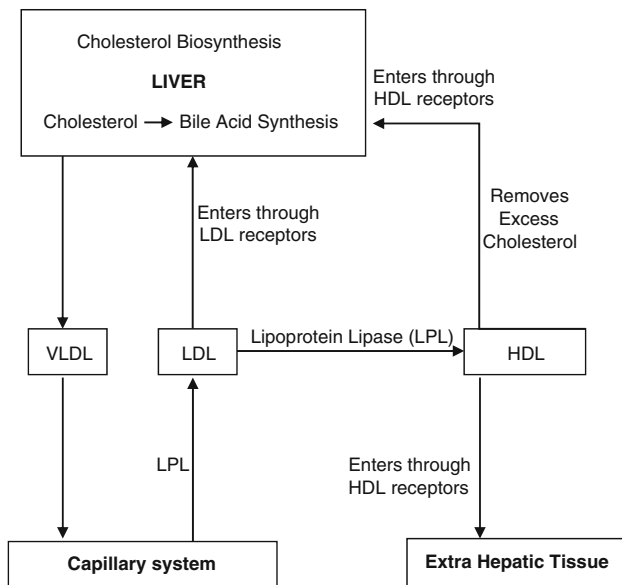 Cholesterol Biosynthesis
LIVER
Cholesterol → Bile Acid Synthesis
Enters through
HDL receptors
Enters through
LDL receptors
Removes
Excess
Cholesterol
VLDL
LDL
Lipoprotein Lipase (LPL)
HDL
LPL
Enters through
HDL receptors
Capillary system
Extra Hepatic Tissue